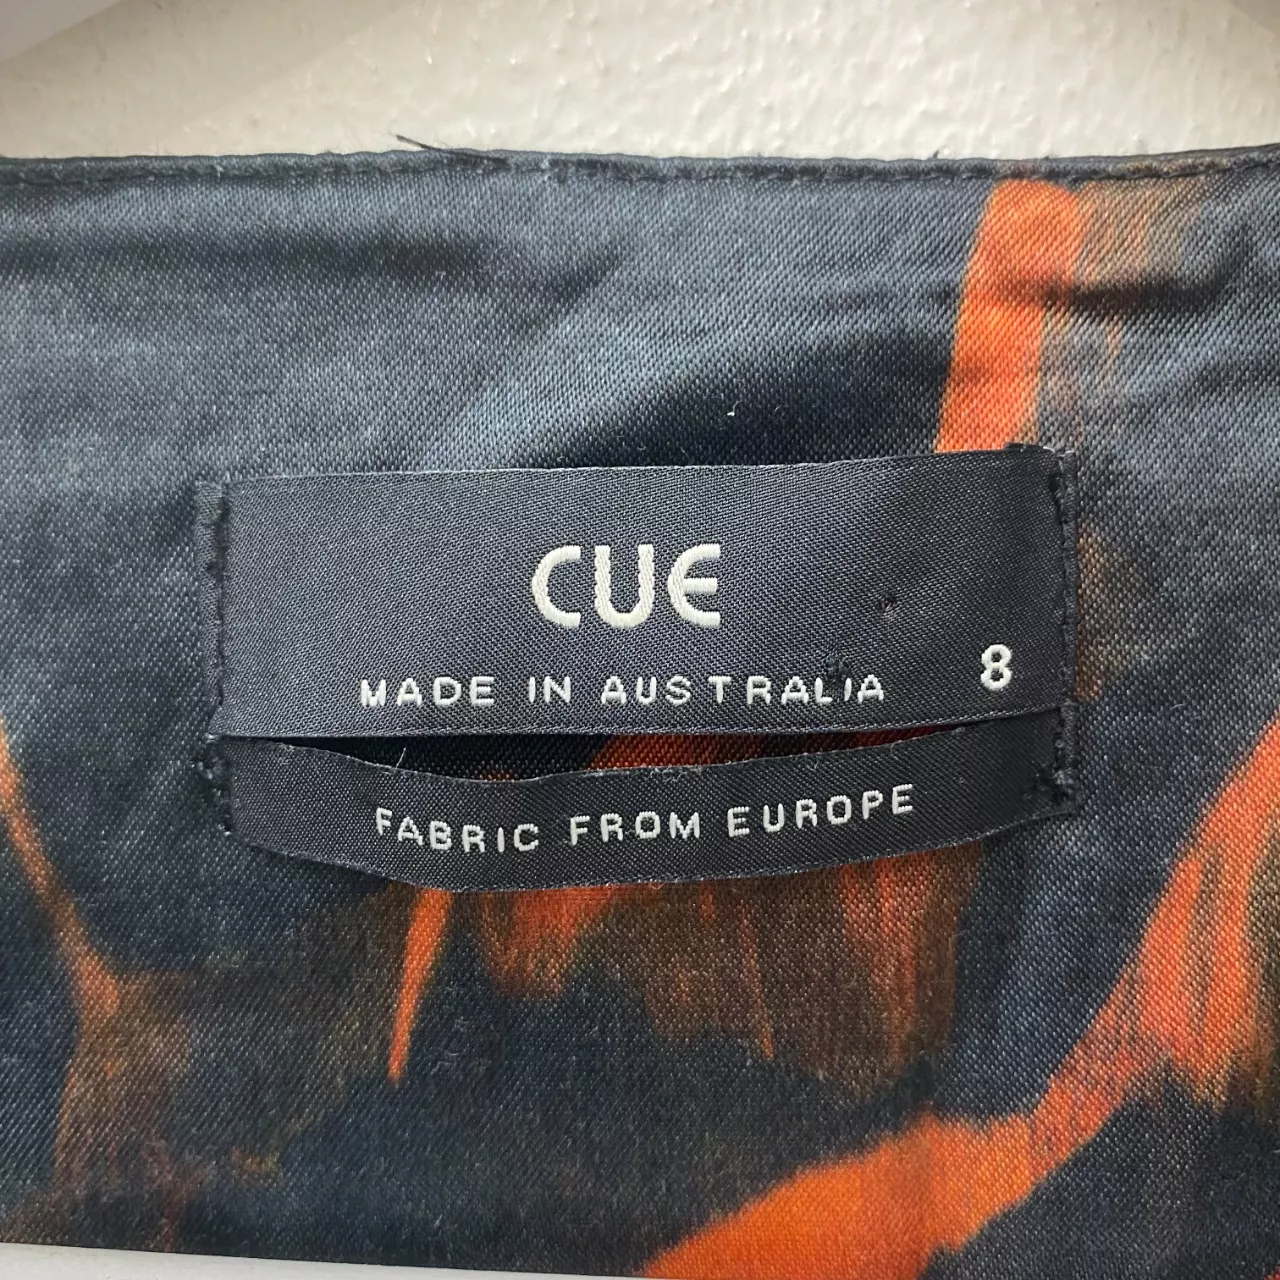 CUE
MADE IN AUSTRALIA
8
FABRIC FROM EUROPE